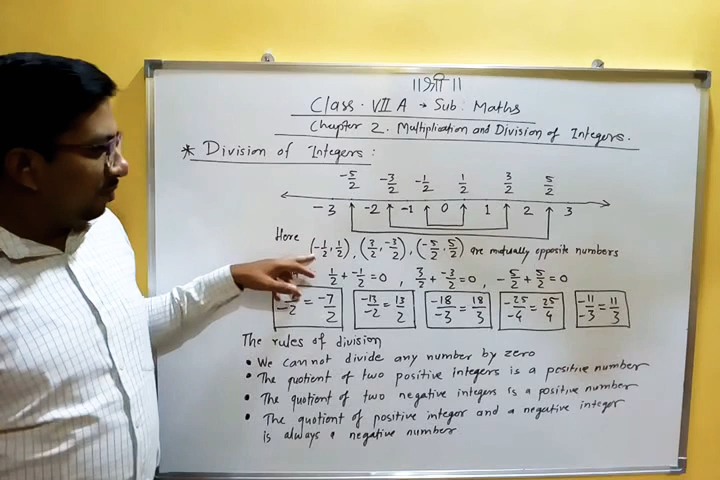 ॥श्री॥
Class. VII A → Sub: Maths
Chapter 2. Multiplication and Division of Integers.
* Division of Integers:
-5/2 -3/2 -1/2 1/2 3/2 5/2
-3 -2 -1 0 1 2 3
Here (-1/2, 1/2), (3/2, -3/2), (-5/2, 5/2) are mutually opposite numbers
1/2 + -1/2 = 0, 3/2 + -3/2 = 0, -5/2 + 5/2 = 0
/-2 = -7/2 -13/-2 = 13/2 -18/-3 = 18/3 -25/-4 = 25/4 -11/-3 = 11/3
The rules of division
• We cannot divide any number by zero
• The quotient of two positive integers is a positive number
• The quotient of two negative integers is a positive number
• The quotient of positive integer and a negative integer
is always a negative number